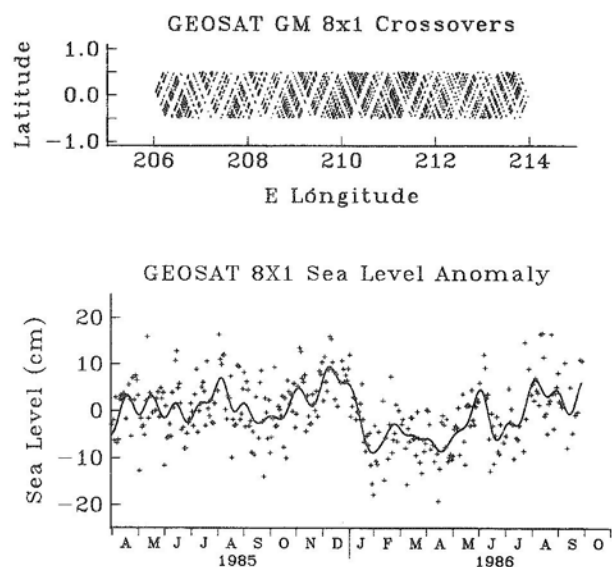 GEOSAT GM 8x1 Crossovers
Latitude
1.0
0.0
-1.0
206 208 210 212 214
E Lóngitude
GEOSAT 8X1 Sea Level Anomaly
Sea Level (cm)
20
10
0
-10
-20
A M J J A S O N D J F M A M J J A S O
1985 1986